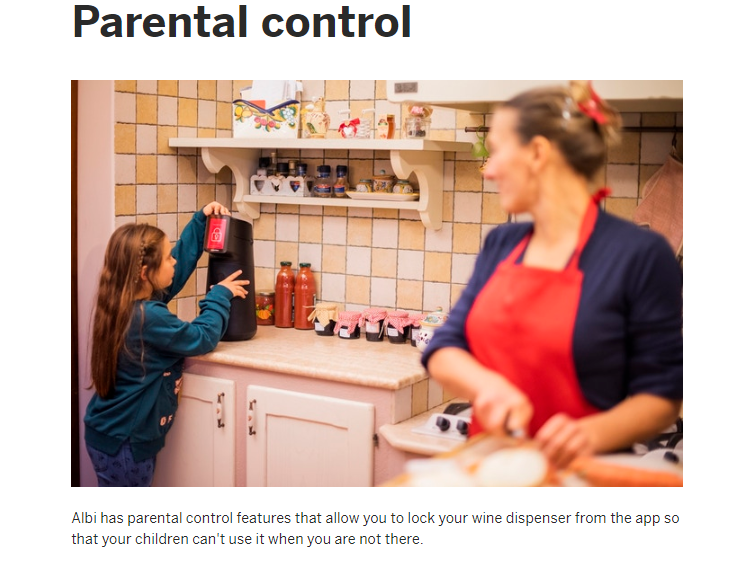 Parental control
Albi has parental control features that allow you to lock your wine dispenser from the app so
that your children can't use it when you are not there.